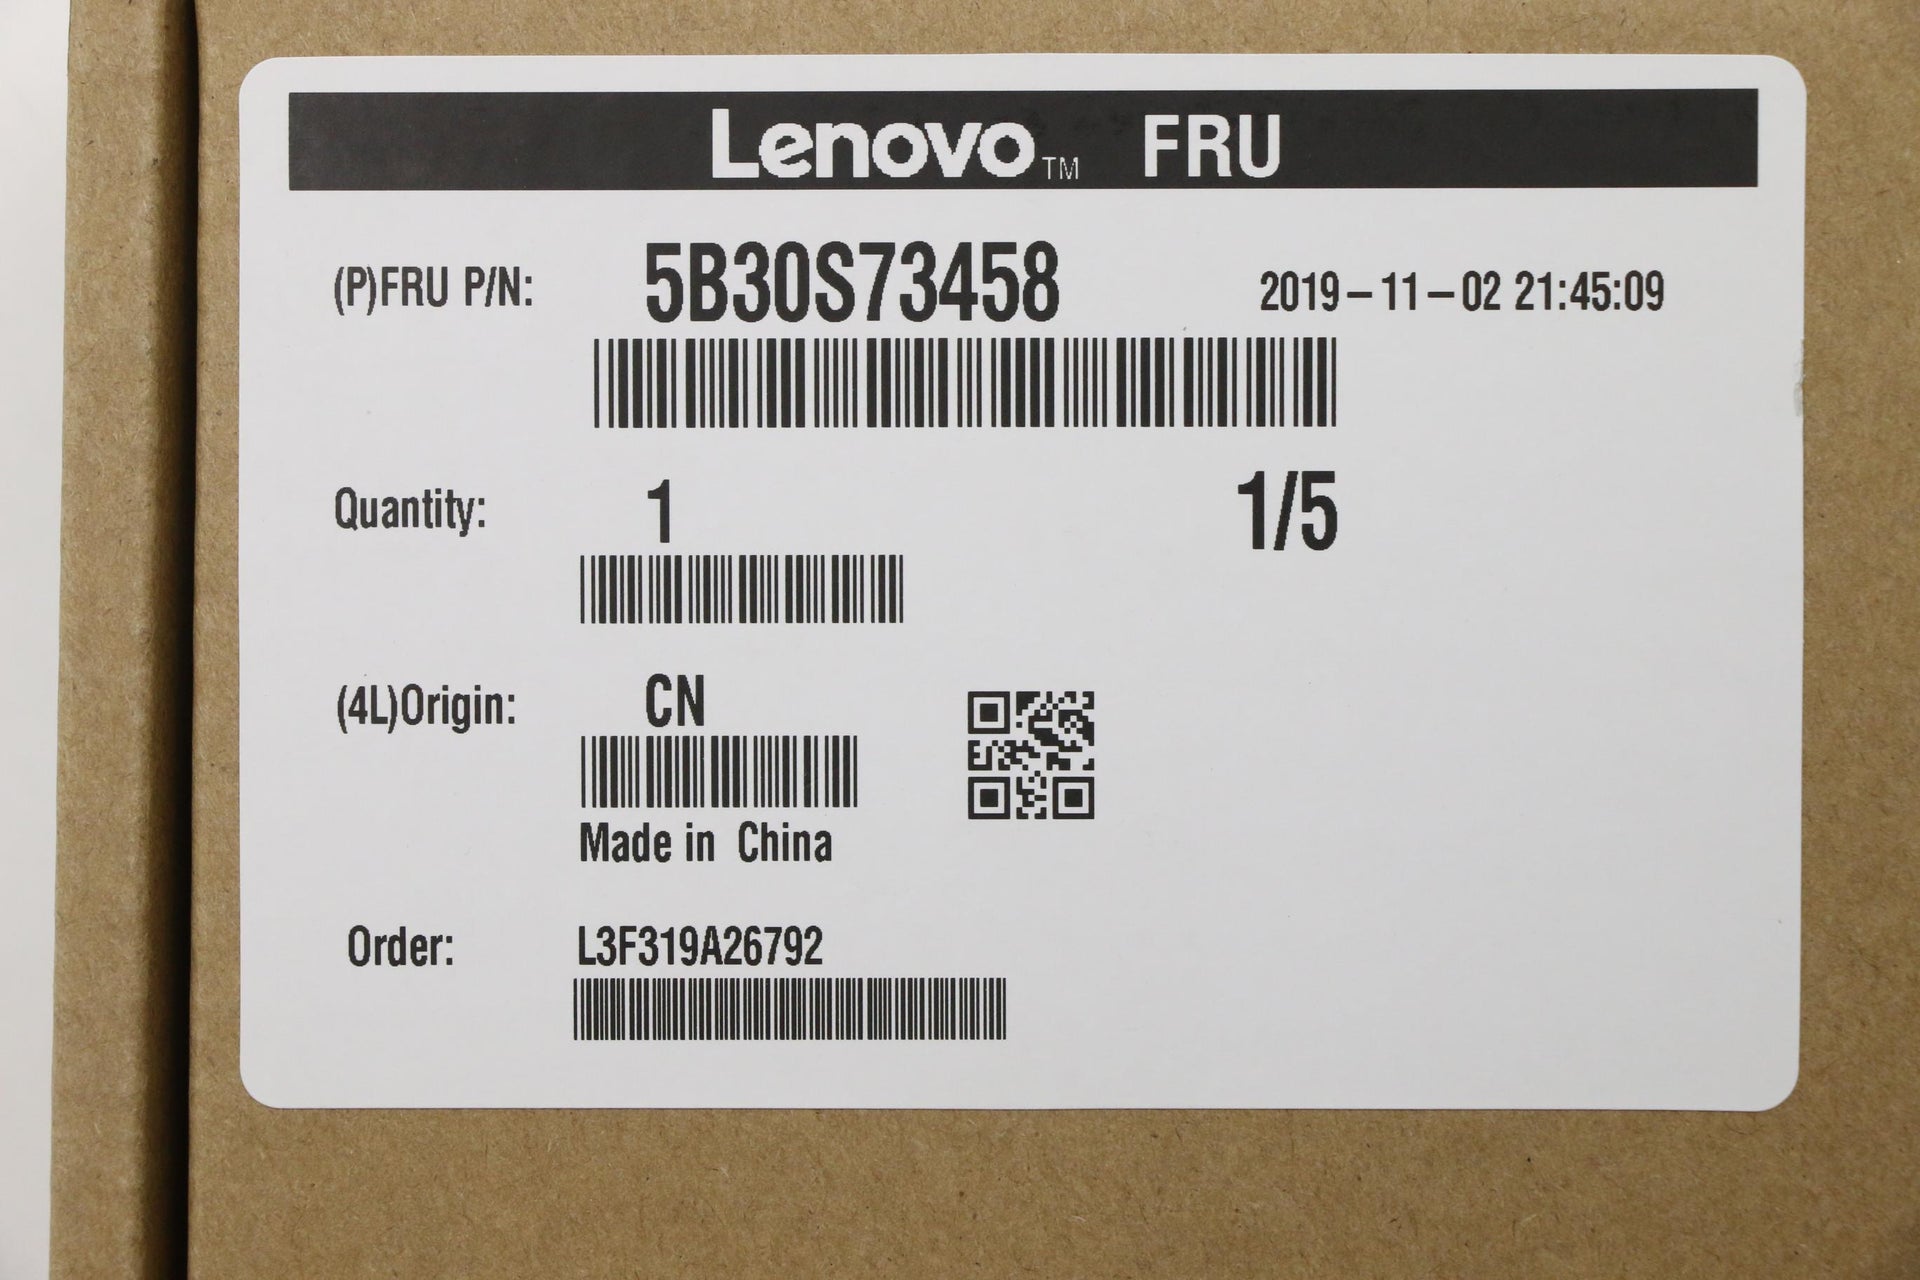 Lenovo™ FRU
(P)FRU P/N: 5B30S73458 2019-11-02 21:45:09
Quantity: 1 1/5
(4L)Origin: CN
Made in China
Order: L3F319A26792